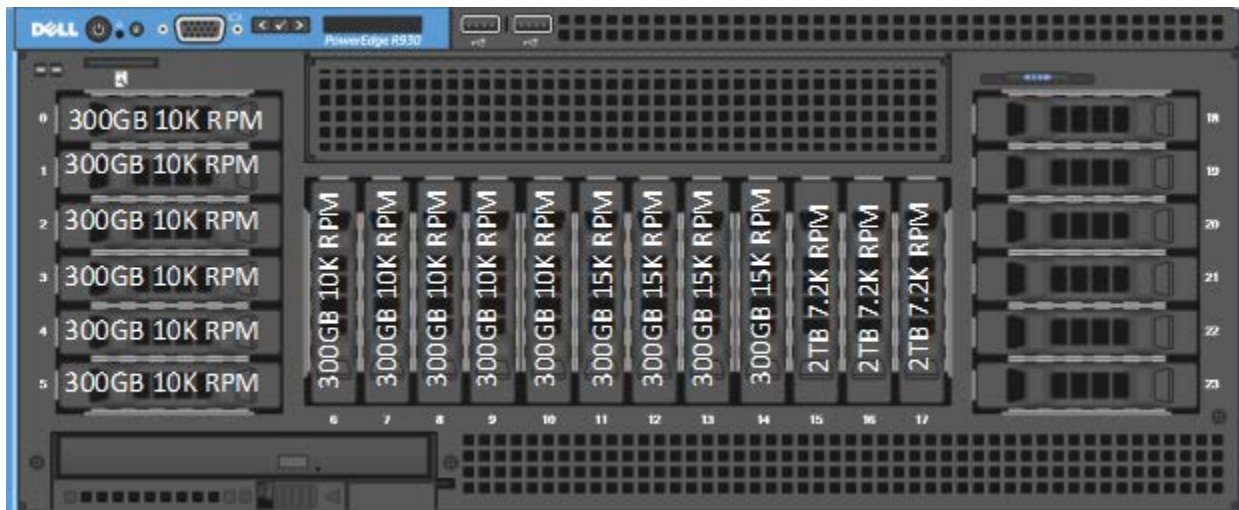 DELL
PowerEdge R930
0 300GB 10K RPM
1 300GB 10K RPM
2 300GB 10K RPM
3 300GB 10K RPM
4 300GB 10K RPM
5 300GB 10K RPM
300GB 10K RPM
300GB 10K RPM
300GB 10K RPM
300GB 10K RPM
300GB 10K RPM
300GB 15K RPM
300GB 15K RPM
300GB 15K RPM
300GB 15K RPM
2TB 7.2K RPM
2TB 7.2K RPM
2TB 7.2K RPM
6 7 8 9 10 11 12 13 14 15 16 17
18
19
20
21
22
23